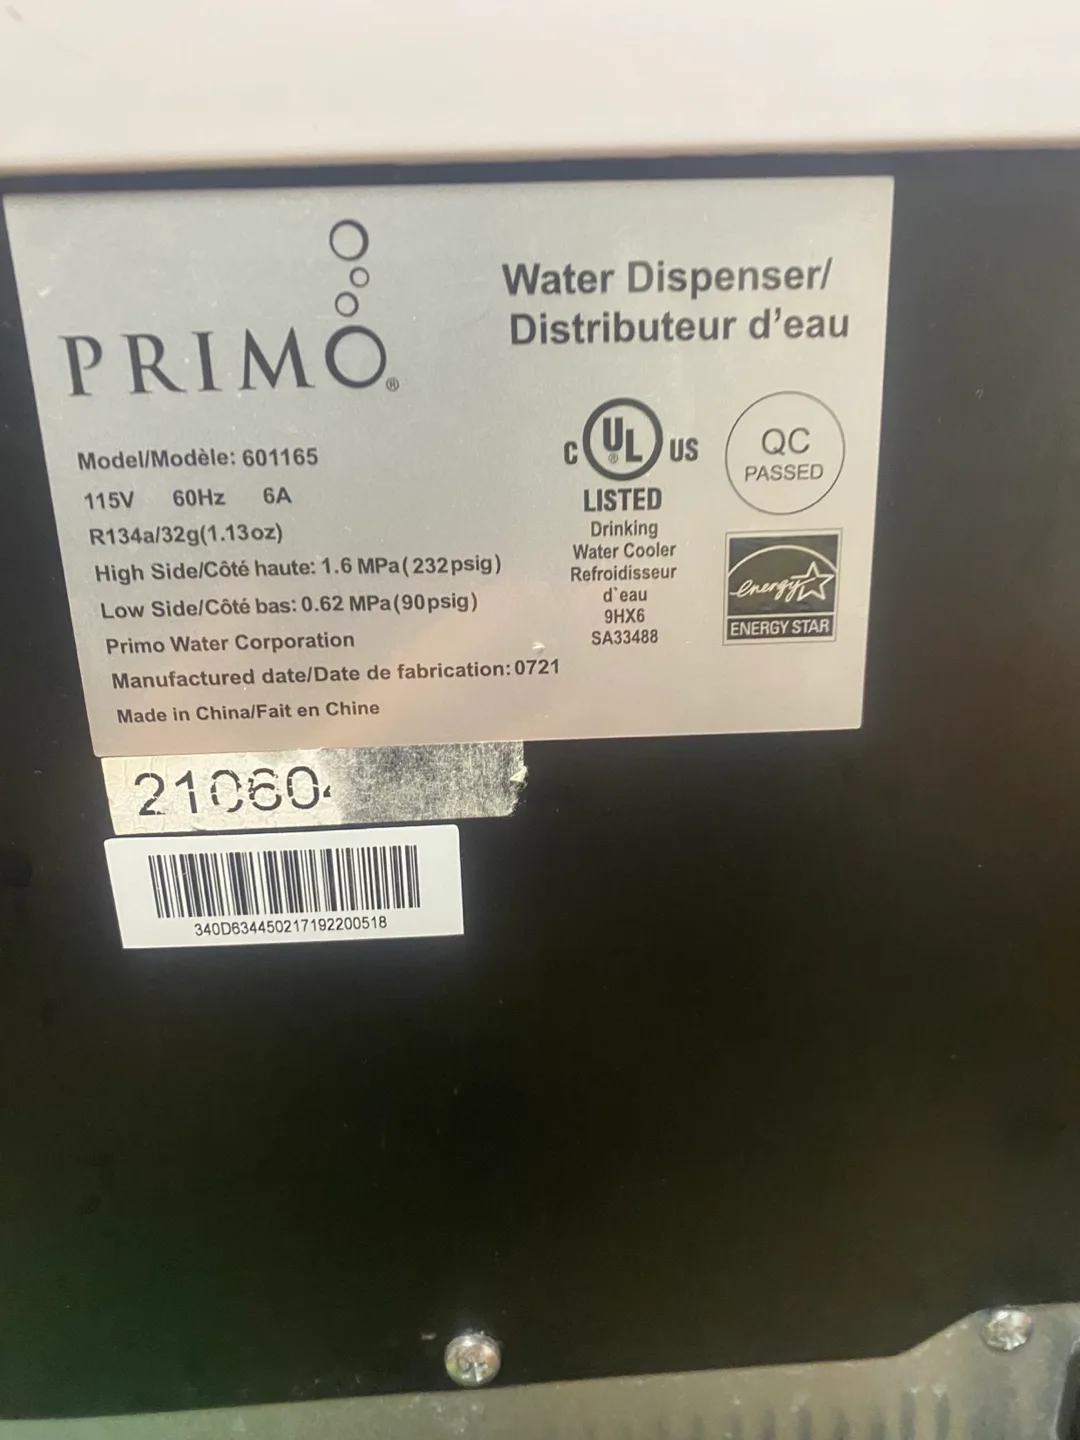 PRIMO®
Water Dispenser/
Distributeur d'eau
Model/Modèle: 601165
115V 60Hz 6A
R134a/32g(1.13oz)
High Side/Côté haute: 1.6 MPa(232psig)
Low Side/Côté bas: 0.62 MPa(90psig)
Primo Water Corporation
Manufactured date/Date de fabrication: 0721
Made in China/Fait en Chine
C UL® US
LISTED
Drinking
Water Cooler
Refroidisseur
d`eau
9HX6
SA33488
QC
PASSED
energy
ENERGY STAR
340D634450217192200518